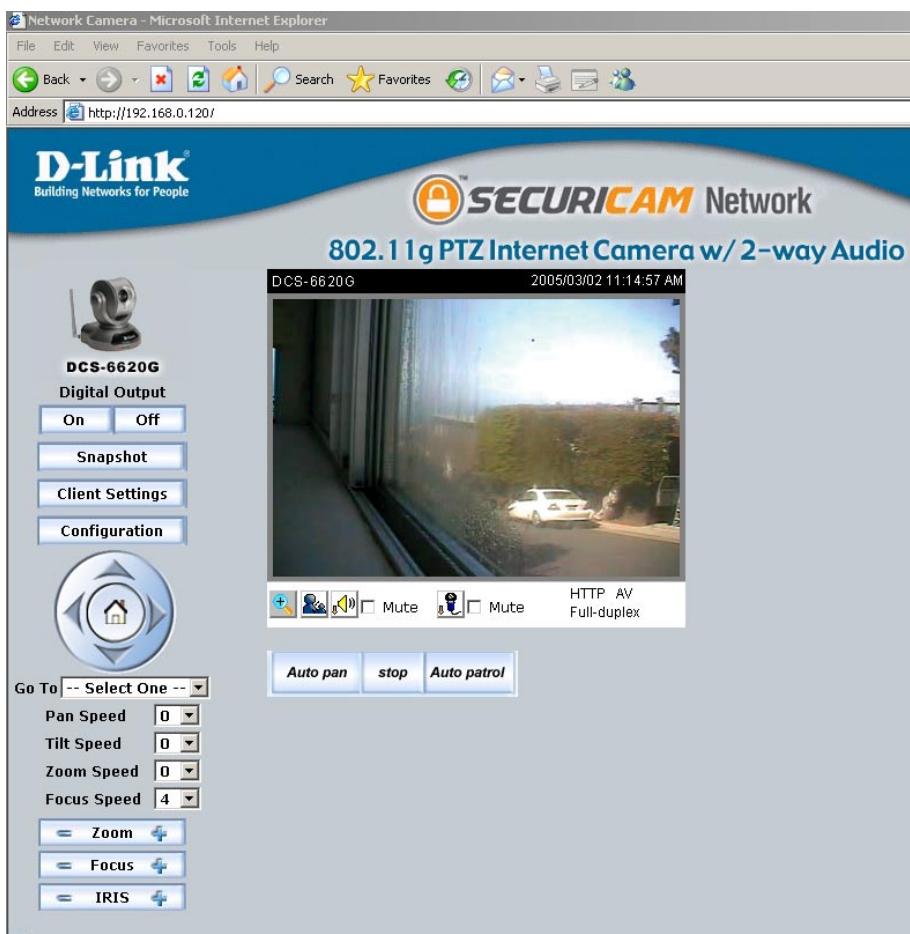 Network Camera - Microsoft Internet Explorer
File Edit View Favorites Tools Help
Back Search Favorites
Address http://192.168.0.120/
D-Link®
Building Networks for People
SECURICAM™ Network
802.11g PTZ Internet Camera w/ 2-way Audio
DCS-6620G 2005/03/02 11:14:57 AM
DCS-6620G
Digital Output
On Off
Snapshot
Client Settings
Configuration
Mute Mute HTTP AV
Full-duplex
Auto pan stop Auto patrol
Go To -- Select One --
Pan Speed 0
Tilt Speed 0
Zoom Speed 0
Focus Speed 4
Zoom
Focus
IRIS